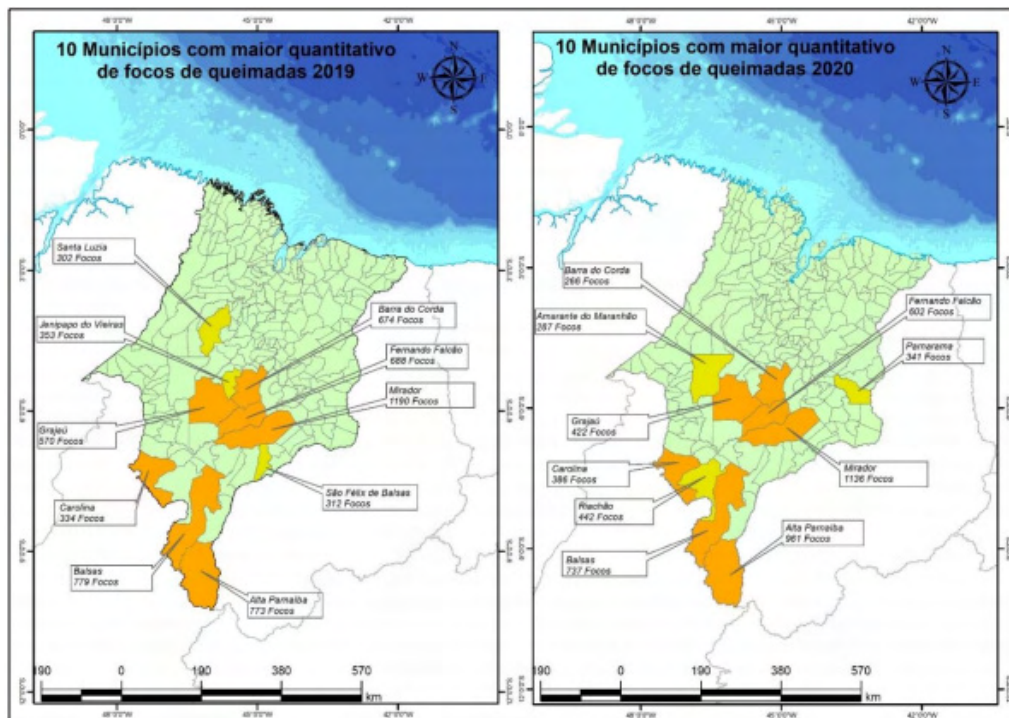 10 Municípios com maior quantitativo
de focos de queimadas 2019
N
W
E
S
Santa Luzia
302 Focos
Jenipapo do Vieiras
353 Focos
Barra do Corda
674 Focos
Fernando Falcão
688 Focos
Mirador
1190 Focos
Grajaú
570 Focos
Carolina
334 Focos
São Félix de Balsas
312 Focos
Balsas
779 Focos
Alta Parnaíba
773 Focos
190 0 190 380 570
km
10 Municípios com maior quantitativo
de focos de queimadas 2020
N
W
E
S
Barra do Corda
266 Focos
Amarante do Maranhão
287 Focos
Fernando Falcão
602 Focos
Parnarama
341 Focos
Grajaú
422 Focos
Carolina
386 Focos
Riachão
442 Focos
Mirador
1136 Focos
Balsas
737 Focos
Alta Parnaíba
961 Focos
190 0 190 380 570
km